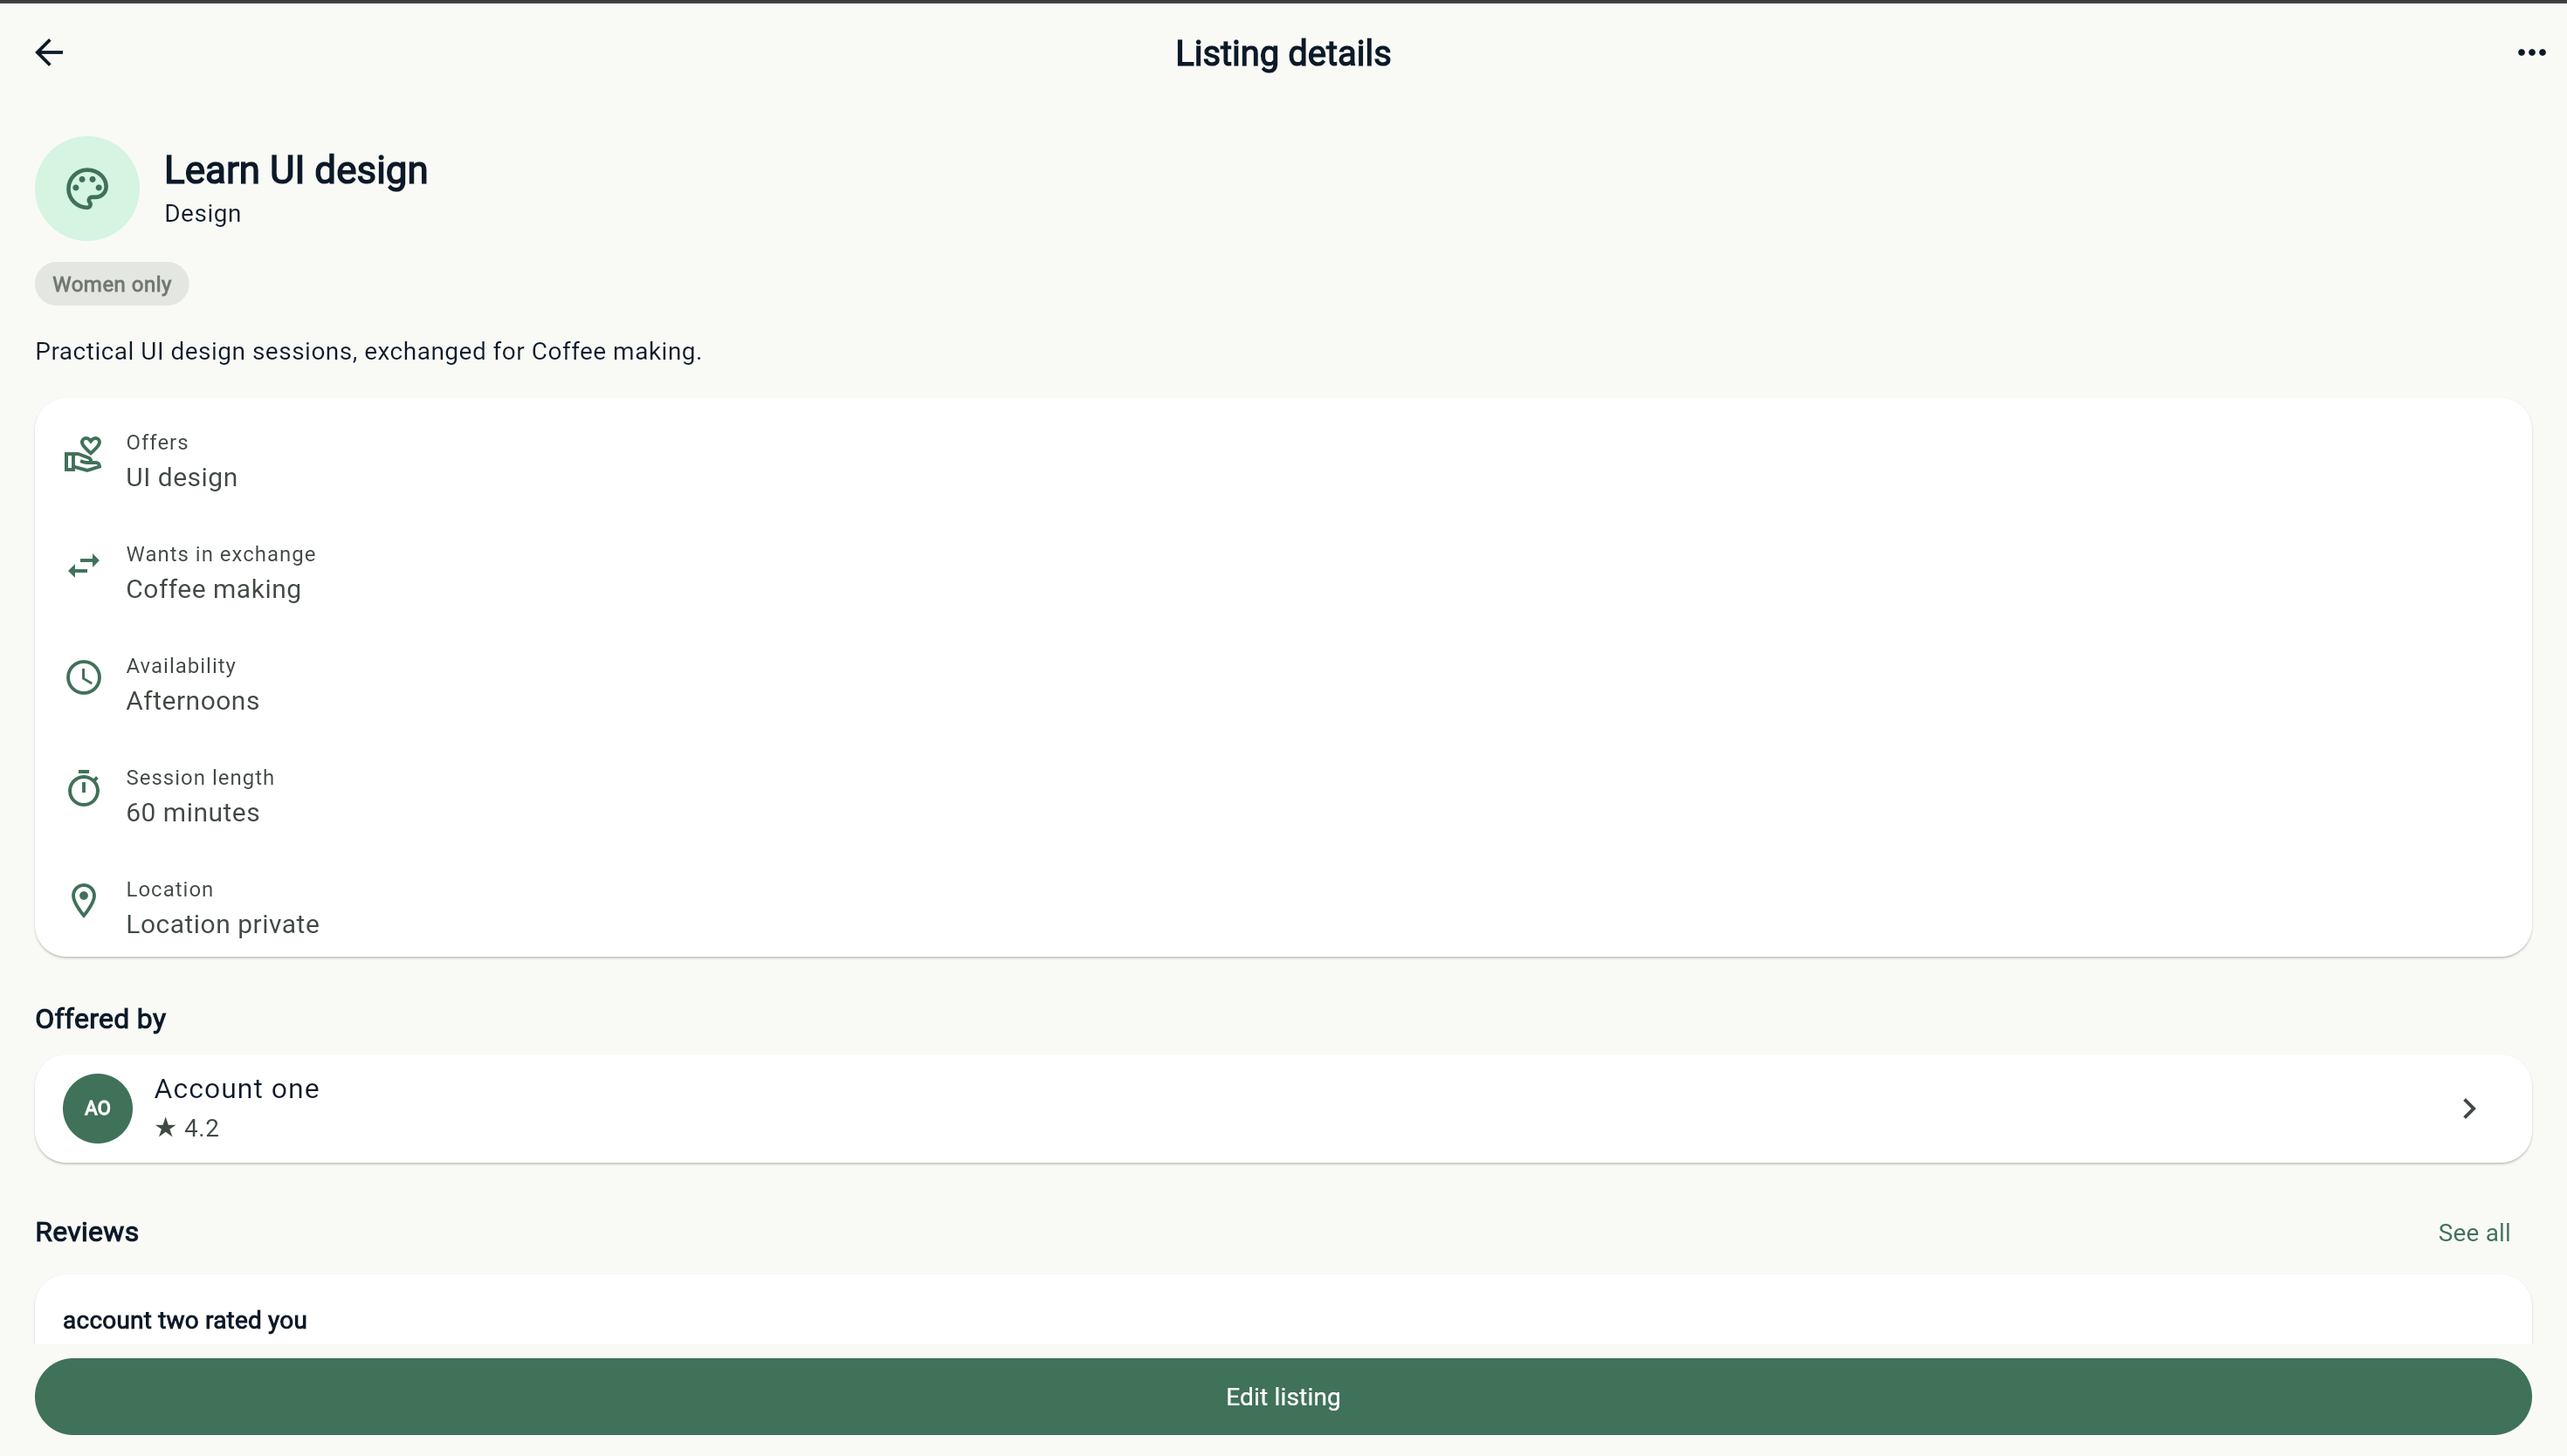 Listing details
Learn UI design
Design
Women only
Practical UI design sessions, exchanged for Coffee making.
Offers
UI design
Wants in exchange
Coffee making
Availability
Afternoons
Session length
60 minutes
Location
Location private
Offered by
AO
Account one
★ 4.2
Reviews
See all
account two rated you
Edit listing